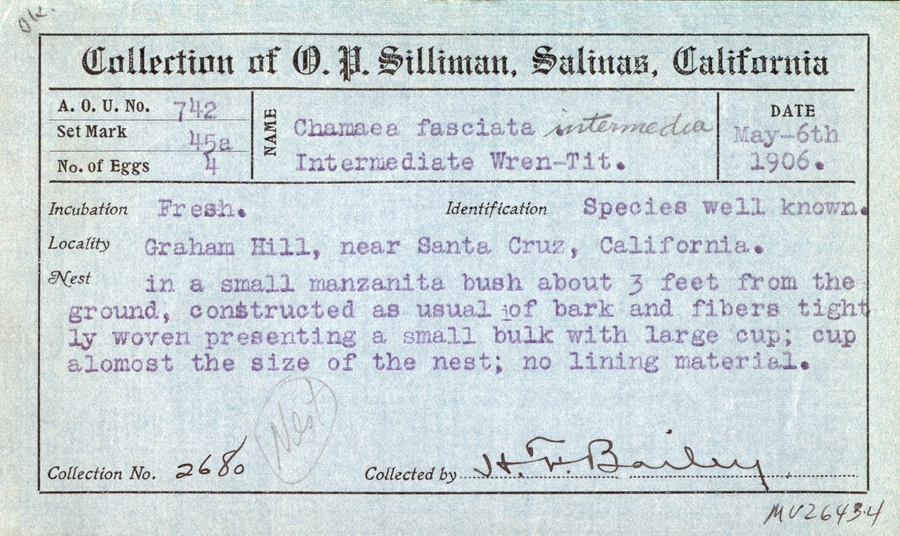 OK.
Collection of O. P. Silliman, Salinas, California
A. O. U. No. 742
Set Mark 45a
No. of Eggs 4
NAME
Chamaea fasciata intermedia
Intermediate Wren-Tit.
DATE
May-6th
1906.
Incubation Fresh. Identification Species well known.
Locality Graham Hill, near Santa Cruz, California.
Nest in a small manzanita bush about 3 feet from the
ground, constructed as usual of bark and fibers tight
ly woven presenting a small bulk with large cup; cup
alomost the size of the nest; no lining material.
Nest
Collection No. 2680 Collected by H. F. Bailey
MVZ6434